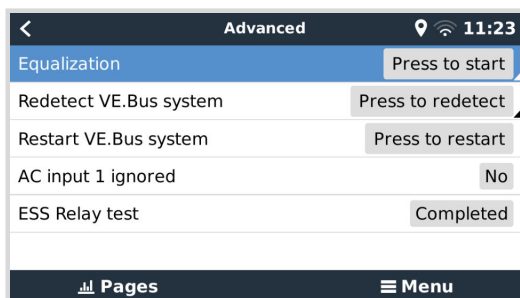 Advanced 11:23
Equalization Press to start
Redetect VE.Bus system Press to redetect
Restart VE.Bus system Press to restart
AC input 1 ignored No
ESS Relay test Completed
Pages Menu